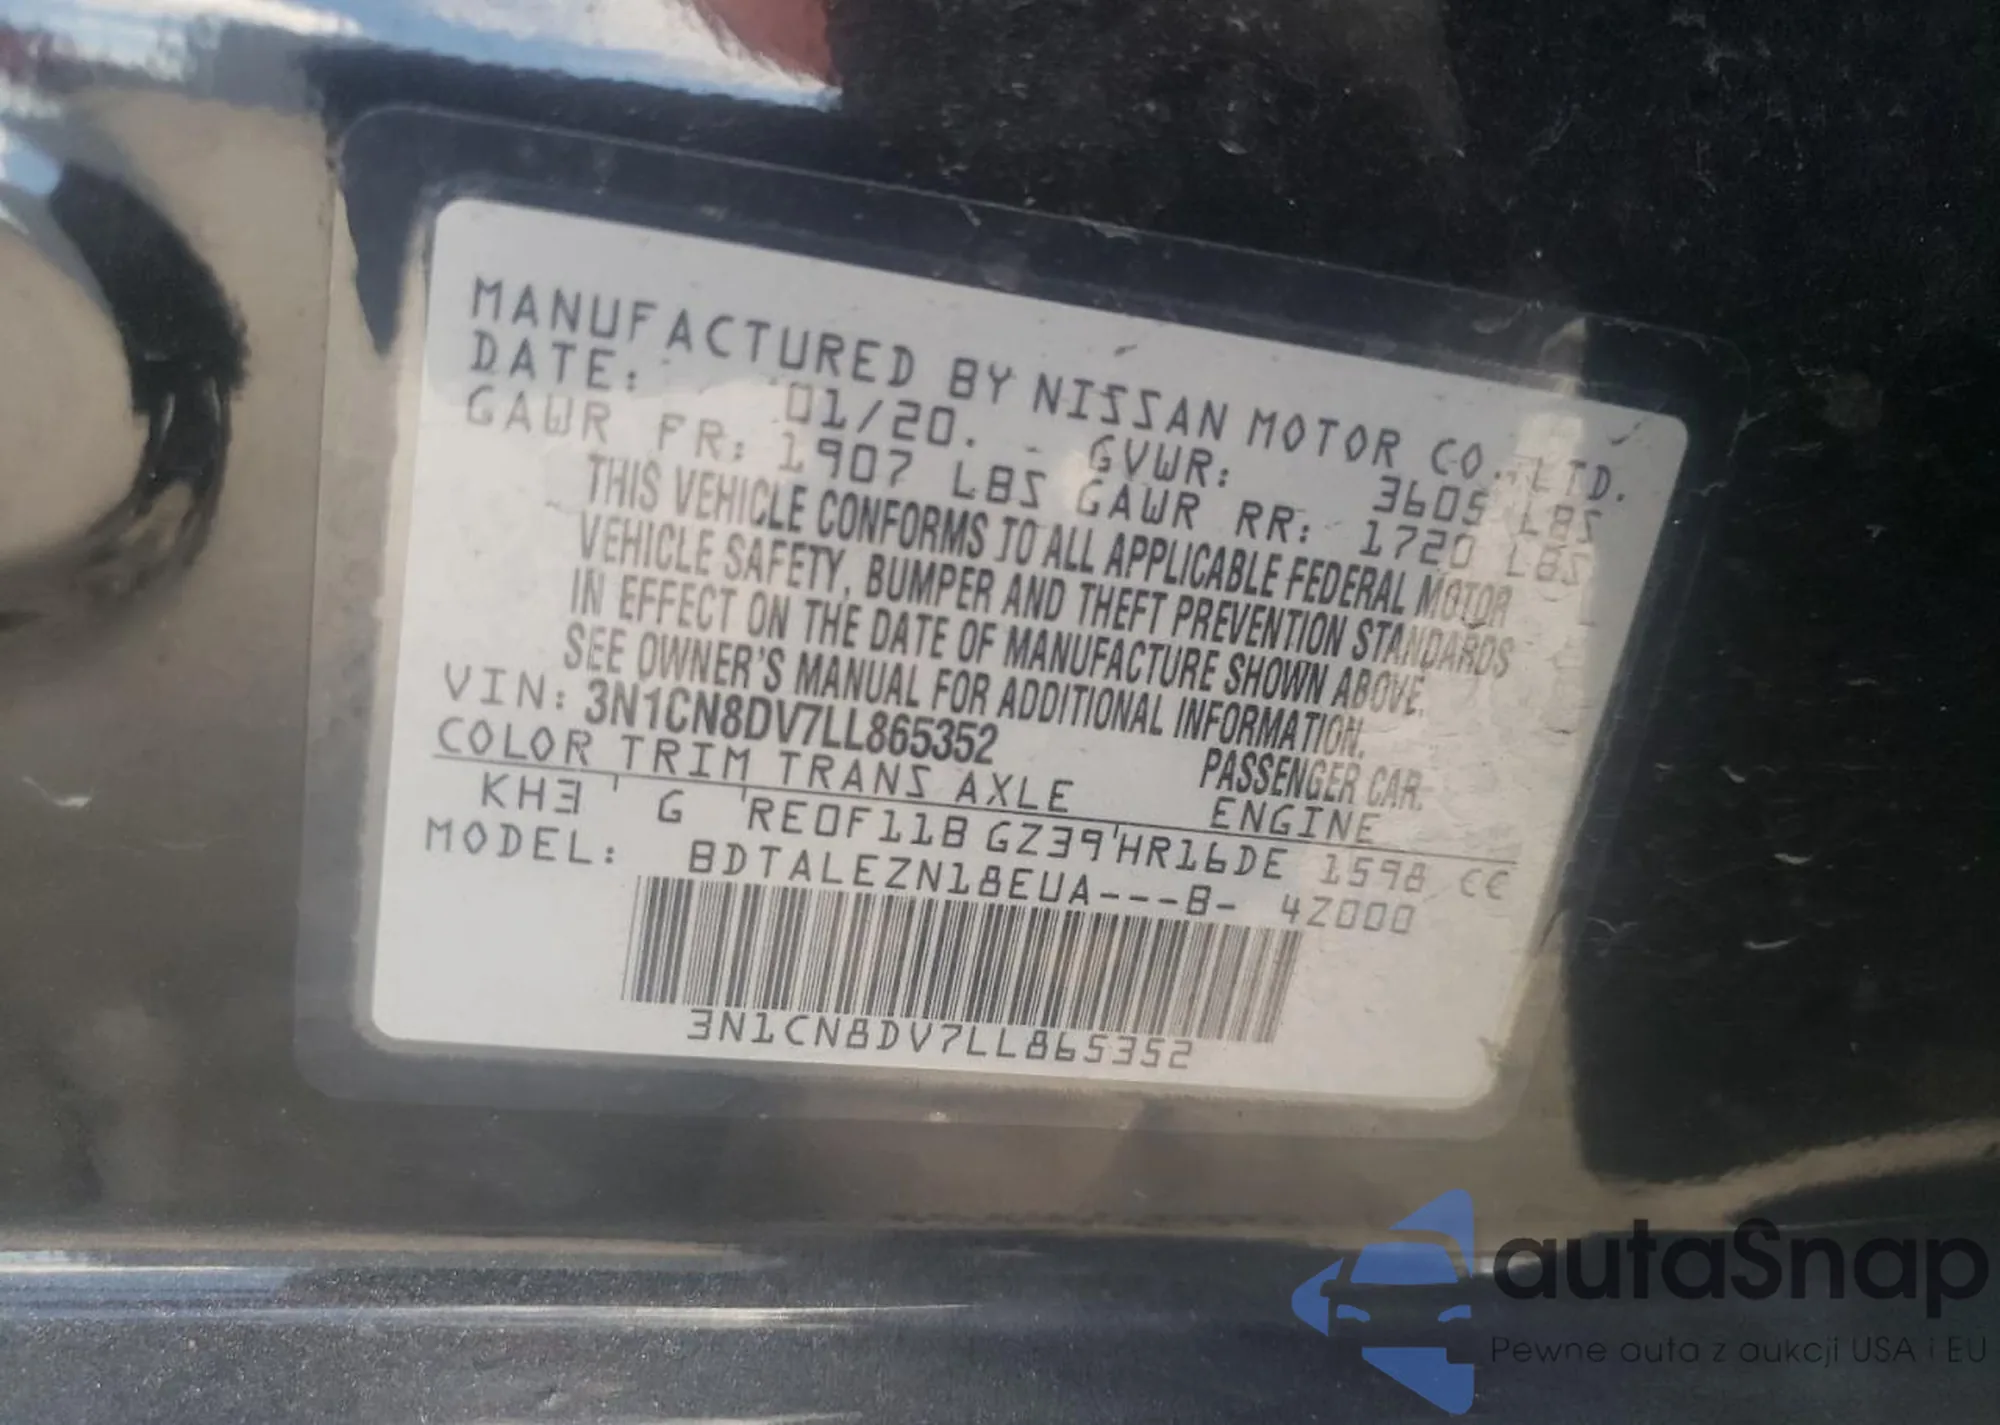 MANUFACTURED BY NISSAN MOTOR CO., LTD.
DATE: 01/20. GVWR: 3605 LBS
GAWR FR: 1907 LBS GAWR RR: 1720 LBS
THIS VEHICLE CONFORMS TO ALL APPLICABLE FEDERAL MOTOR
VEHICLE SAFETY, BUMPER AND THEFT PREVENTION STANDARDS
IN EFFECT ON THE DATE OF MANUFACTURE SHOWN ABOVE.
SEE OWNER'S MANUAL FOR ADDITIONAL INFORMATION.
VIN: 3N1CN8DV7LL865352 PASSENGER CAR.
COLOR TRIM TRANS AXLE ENGINE
KH3 G RE0F11B GZ39 HR16DE 1598 CC
MODEL: BDTALEZN18EUA---B- 4Z000
3N1CN8DV7LL865352
autaSnap
Pewne auta z aukcji USA i EU